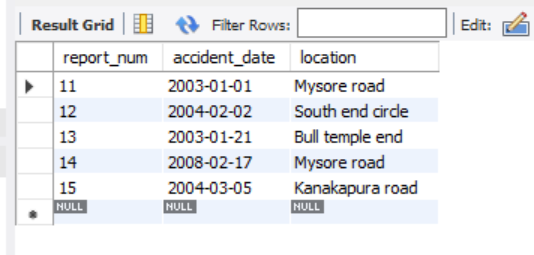 Result Grid Filter Rows: Edit:
report_num accident_date location
11 2003-01-01 Mysore road
12 2004-02-02 South end circle
13 2003-01-21 Bull temple end
14 2008-02-17 Mysore road
15 2004-03-05 Kanakapura road
NULL NULL NULL